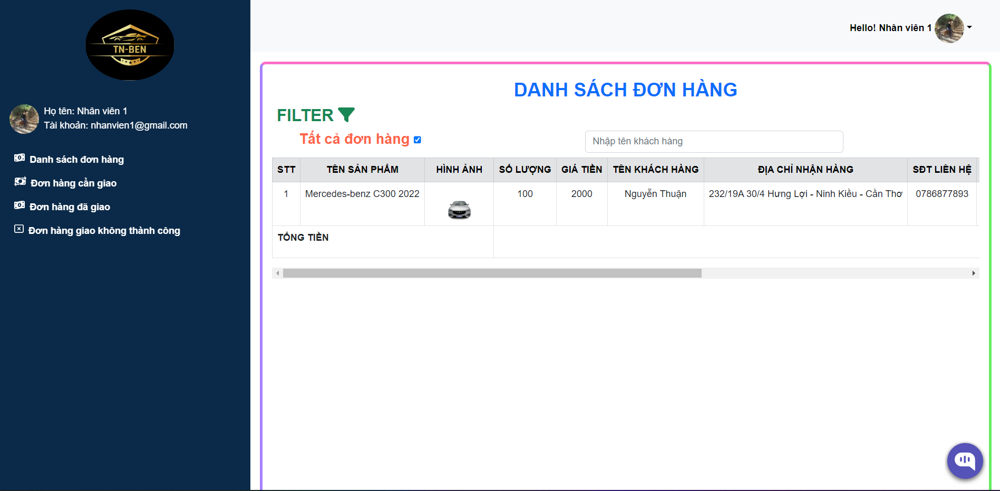 TN-BEN
Hello! Nhân viên 1
Họ tên: Nhân viên 1
Tài khoản: nhanvien1@gmail.com
Danh sách đơn hàng
Đơn hàng cần giao
Đơn hàng đã giao
Đơn hàng giao không thành công
DANH SÁCH ĐƠN HÀNG
FILTER
Tất cả đơn hàng
Nhập tên khách hàng
STT TÊN SẢN PHẨM HÌNH ẢNH SỐ LƯỢNG GIÁ TIỀN TÊN KHÁCH HÀNG ĐỊA CHỈ NHẬN HÀNG SĐT LIÊN HỆ
1 Mercedes-benz C300 2022 100 2000 Nguyễn Thuận 232/19A 30/4 Hưng Lợi - Ninh Kiều - Cần Thơ 0786877893
TỔNG TIỀN